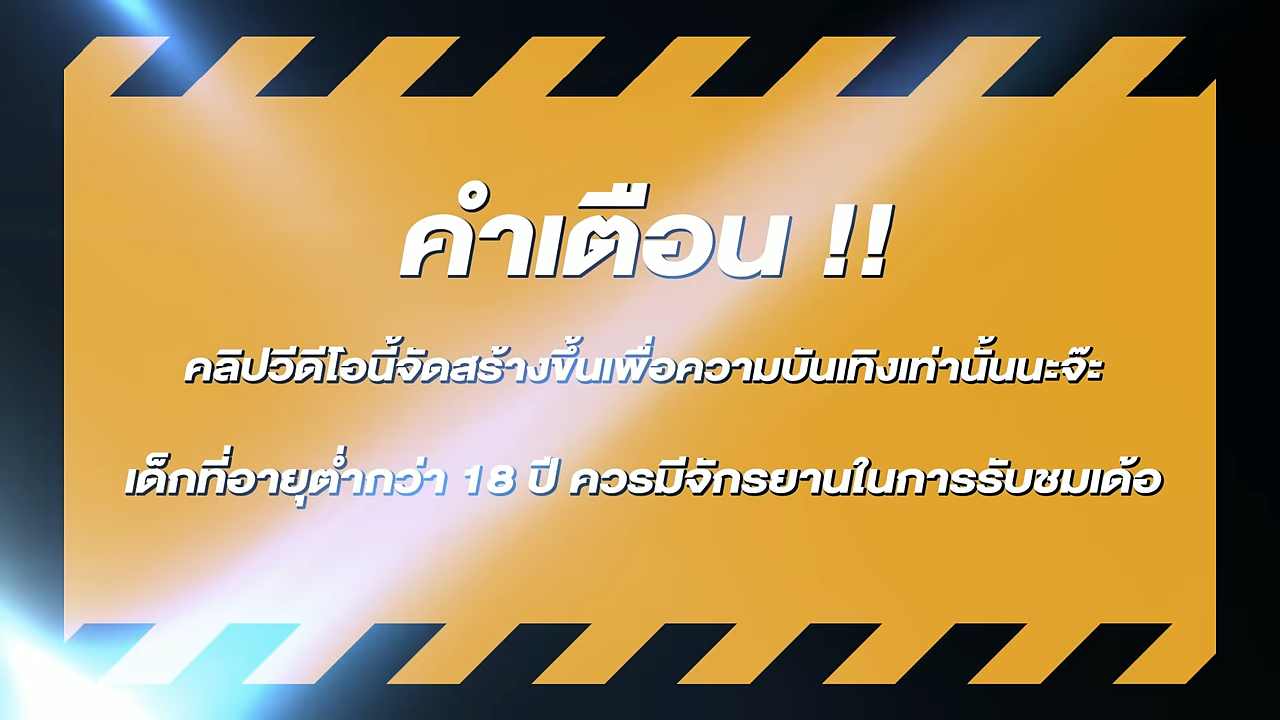 คำเตือน !!
คลิปวีดีโอนี้จัดสร้างขึ้นเพื่อความบันเทิงเท่านั้นนะจ๊ะ
เด็กที่อายุต่ำกว่า 18 ปี ควรมีจักรยานในการรับชมเด้อ